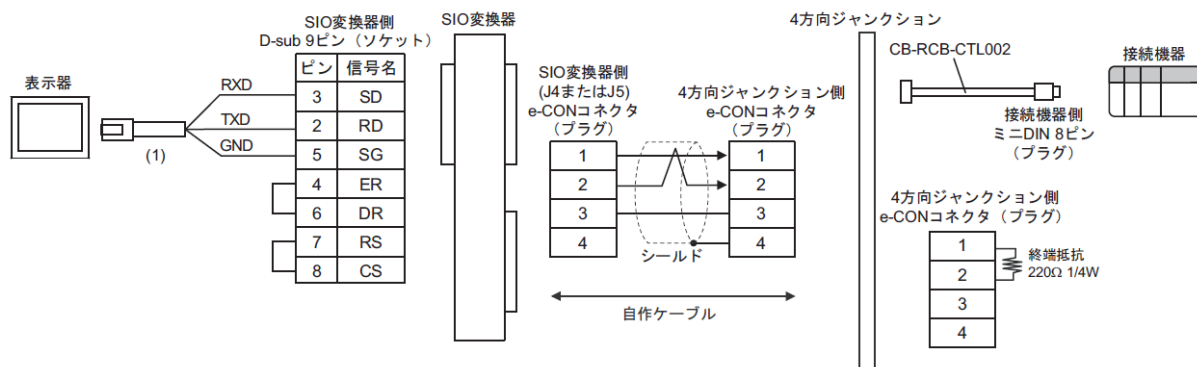 表示器
(1)
RXD
TXD
GND
SIO変換器側
D-sub 9ピン（ソケット）
ピン 信号名
3 SD
2 RD
5 SG
4 ER
6 DR
7 RS
8 CS
SIO変換器
SIO変換器側
(J4またはJ5)
e-CONコネクタ
（プラグ）
1
2
3
4
シールド
自作ケーブル
4方向ジャンクション側
e-CONコネクタ
（プラグ）
1
2
3
4
4方向ジャンクション
CB-RCB-CTL002
接続機器側
ミニDIN 8ピン
（プラグ）
接続機器
4方向ジャンクション側
e-CONコネクタ（プラグ）
1
2
3
4
終端抵抗
220Ω 1/4W